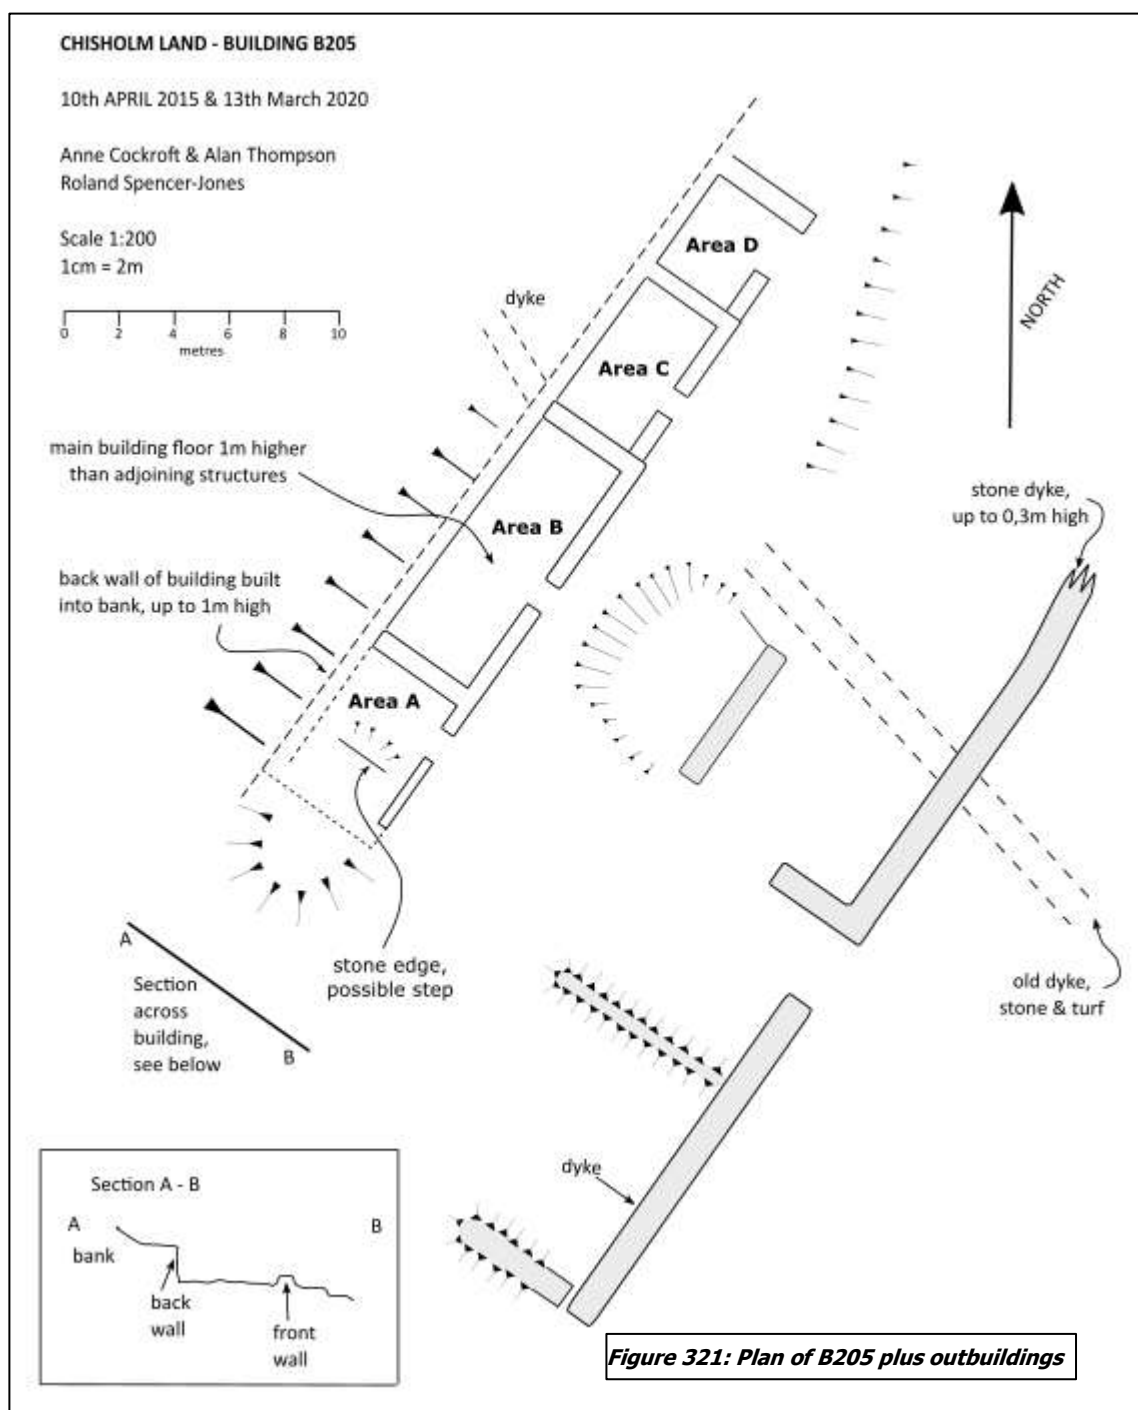 CHISHOLM LAND - BUILDING B205
10th APRIL 2015 & 13th March 2020
Anne Cockroft & Alan Thompson
Roland Spencer-Jones
Scale 1:200
1cm = 2m
0 2 4 6 8 10
metres
dyke
Area D
NORTH
Area C
main building floor 1m higher
than adjoining structures
stone dyke,
up to 0,3m high
Area B
back wall of building built
into bank, up to 1m high
Area A
stone edge,
possible step
old dyke,
stone & turf
A
Section
across
building,
see below
B
dyke
Section A - B
A
B
bank
back
wall
front
wall
Figure 321: Plan of B205 plus outbuildings